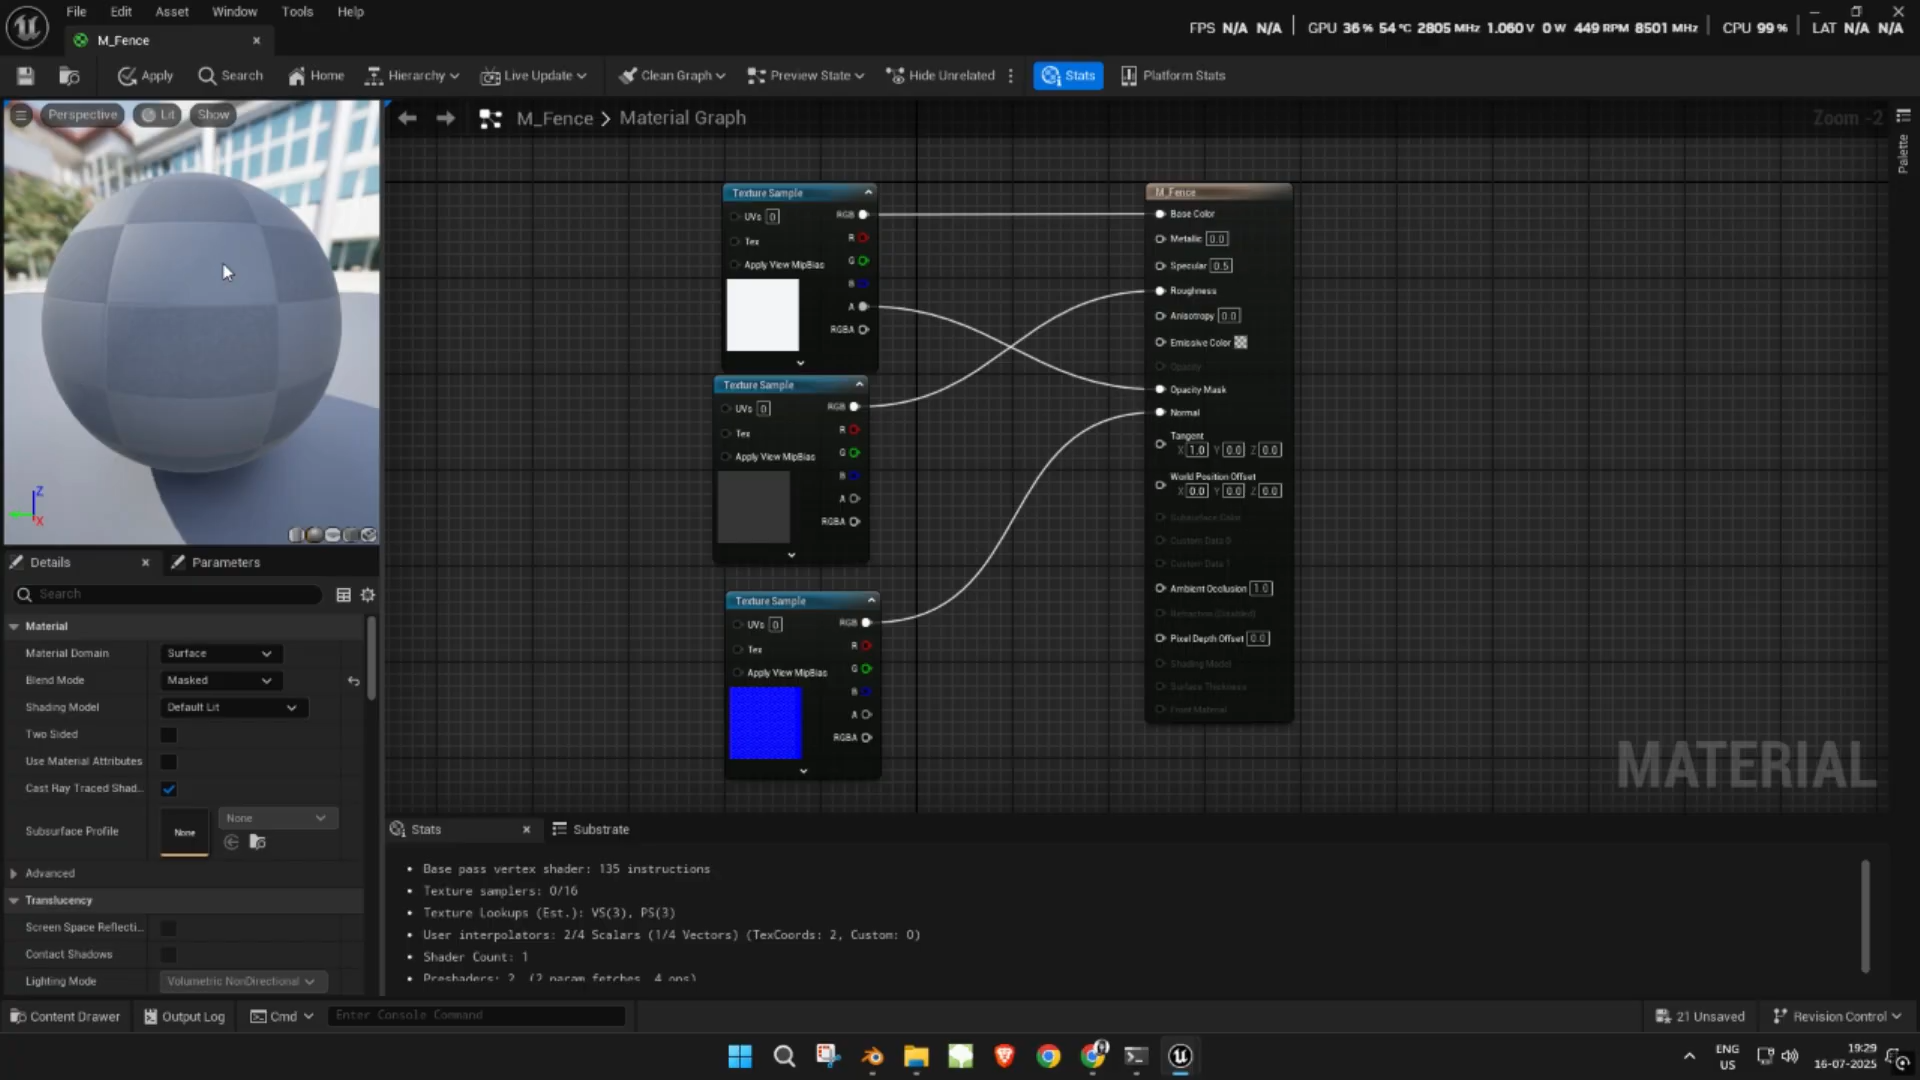 File Edit Asset Window Tools Help
FPS N/A N/A GPU 36 % 54 °C 2805 MHz 1.060 V 0 W 449 RPM 8501 MHz CPU 99 % LAT N/A N/A
M_Fence
Apply Search Home Hierarchy Live Update Clean Graph Preview State Hide Unrelated Stats Platform Stats
Perspective Lit Show
M_Fence > Material Graph
Zoom -2
Palette
Texture Sample
UVs 0 RGB
Tex R
Apply View MipBias G
B
A
RGBA
Texture Sample
UVs 0 RGB
Tex R
Apply View MipBias G
B
A
RGBA
Texture Sample
UVs 0 RGB
Tex R
Apply View MipBias G
B
A
RGBA
M_Fence
Base Color
Metallic 0.0
Specular 0.5
Roughness
Anisotropy 0.0
Emissive Color
Opacity
Opacity Mask
Normal
Tangent
X 1.0 Y 0.0 Z 0.0
World Position Offset
X 0.0 Y 0.0 Z 0.0
Subsurface Color
Custom Data 0
Custom Data 1
Ambient Occlusion 1.0
Refraction (Disabled)
Pixel Depth Offset 0.0
Shading Model
Surface Thickness
Front Material
MATERIAL
Z
X
Details Parameters
Search
Material
Material Domain Surface
Blend Mode Masked
Shading Model Default Lit
Two Sided
Use Material Attributes
Cast Ray Traced Shad..
Subsurface Profile None None
Advanced
Translucency
Screen Space Reflecti..
Contact Shadows
Lighting Mode Volumetric NonDirectional
Stats Substrate
• Base pass vertex shader: 135 instructions
• Texture samplers: 0/16
• Texture Lookups (Est.): VS(3), PS(3)
• User interpolators: 2/4 Scalars (1/4 Vectors) (TexCoords: 2, Custom: 0)
• Shader Count: 1
• Preshaders: 2 (2 param fetches, 4 ops)
Content Drawer Output Log Cmd Enter Console Command 21 Unsaved Revision Control
ENG
US
19:29
16-07-2025